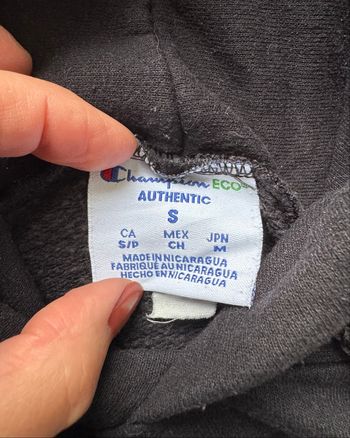 Champion ECO
AUTHENTIC
S
CA MEX JPN
S/P CH M
MADE IN NICARAGUA
FABRIQUÉ AU NICARAGUA
HECHO EN NICARAGUA